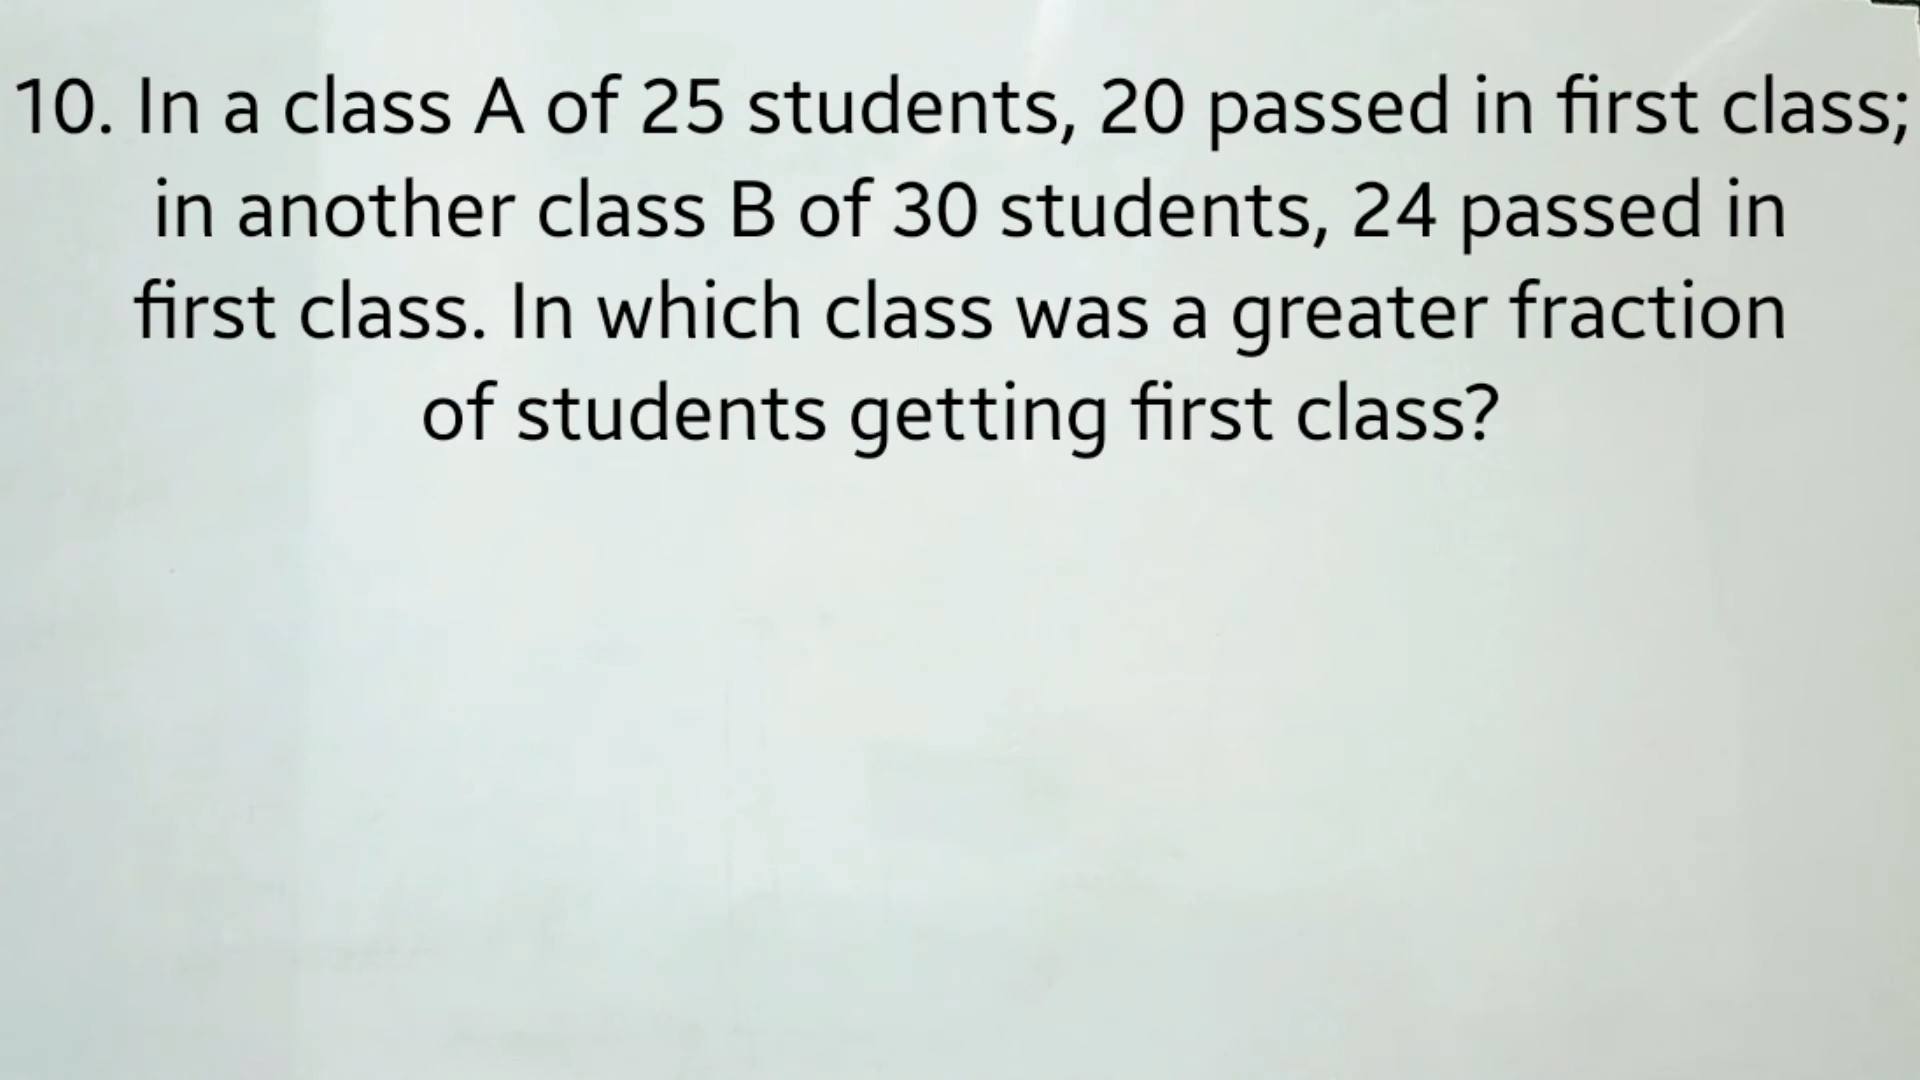 10. In a class A of 25 students, 20 passed in first class;
in another class B of 30 students, 24 passed in
first class. In which class was a greater fraction
of students getting first class?